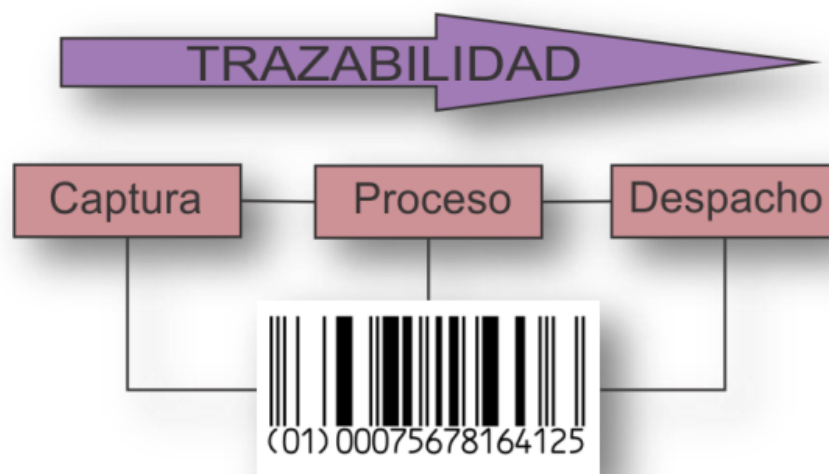 TRAZABILIDAD
Captura
Proceso
Despacho
(01)00075678164125